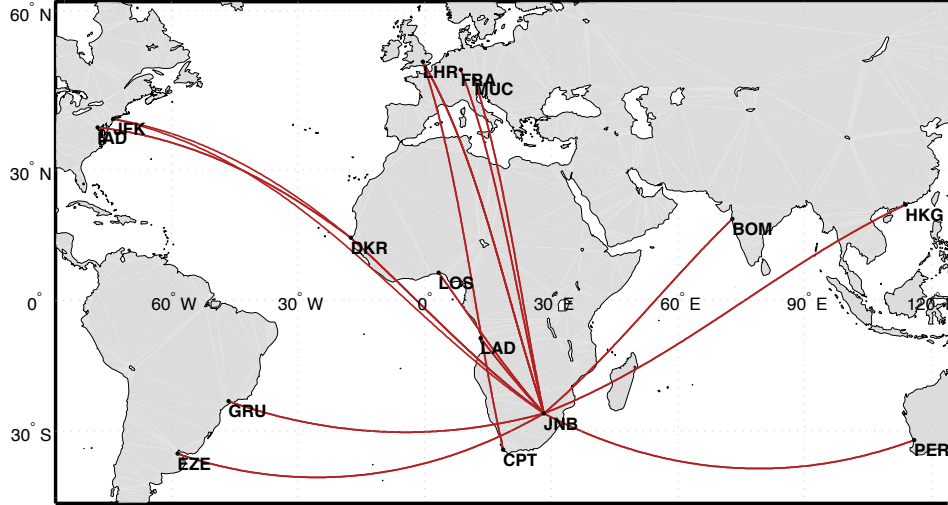 60° N
LHR
FRA
MUC
JFK
IAD
30° N
HKG
BOM
DKR
LOS
0°
60° W
30° W
0°
30° E
60° E
90° E
120°
LAD
GRU
JNB
30° S
PER
EZE
CPT